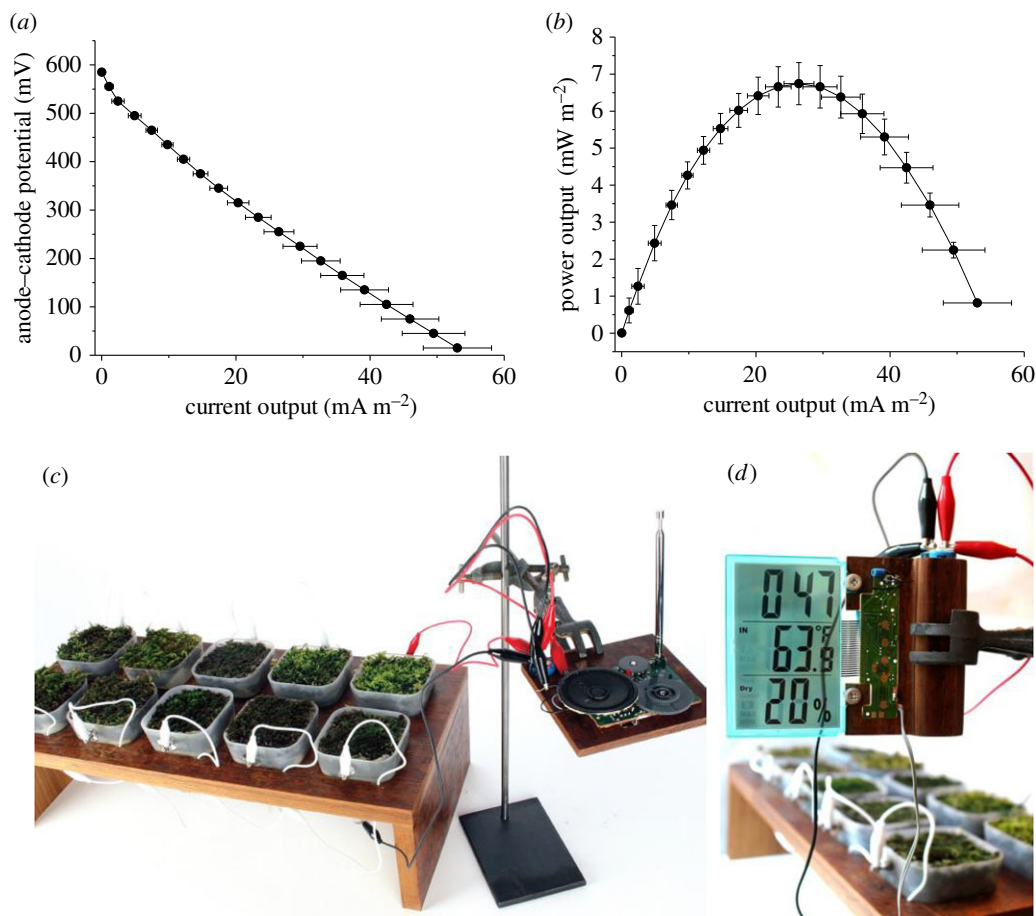 (a)
600
500
400
300
200
100
0
anode–cathode potential (mV)
0 20 40 60
current output (mA m⁻²)
(b)
8
7
6
5
4
3
2
1
0
power output (mW m⁻²)
0 20 40 60
current output (mA m⁻²)
(c)
(d)
047
IN
63.8
°F
Dry
20%